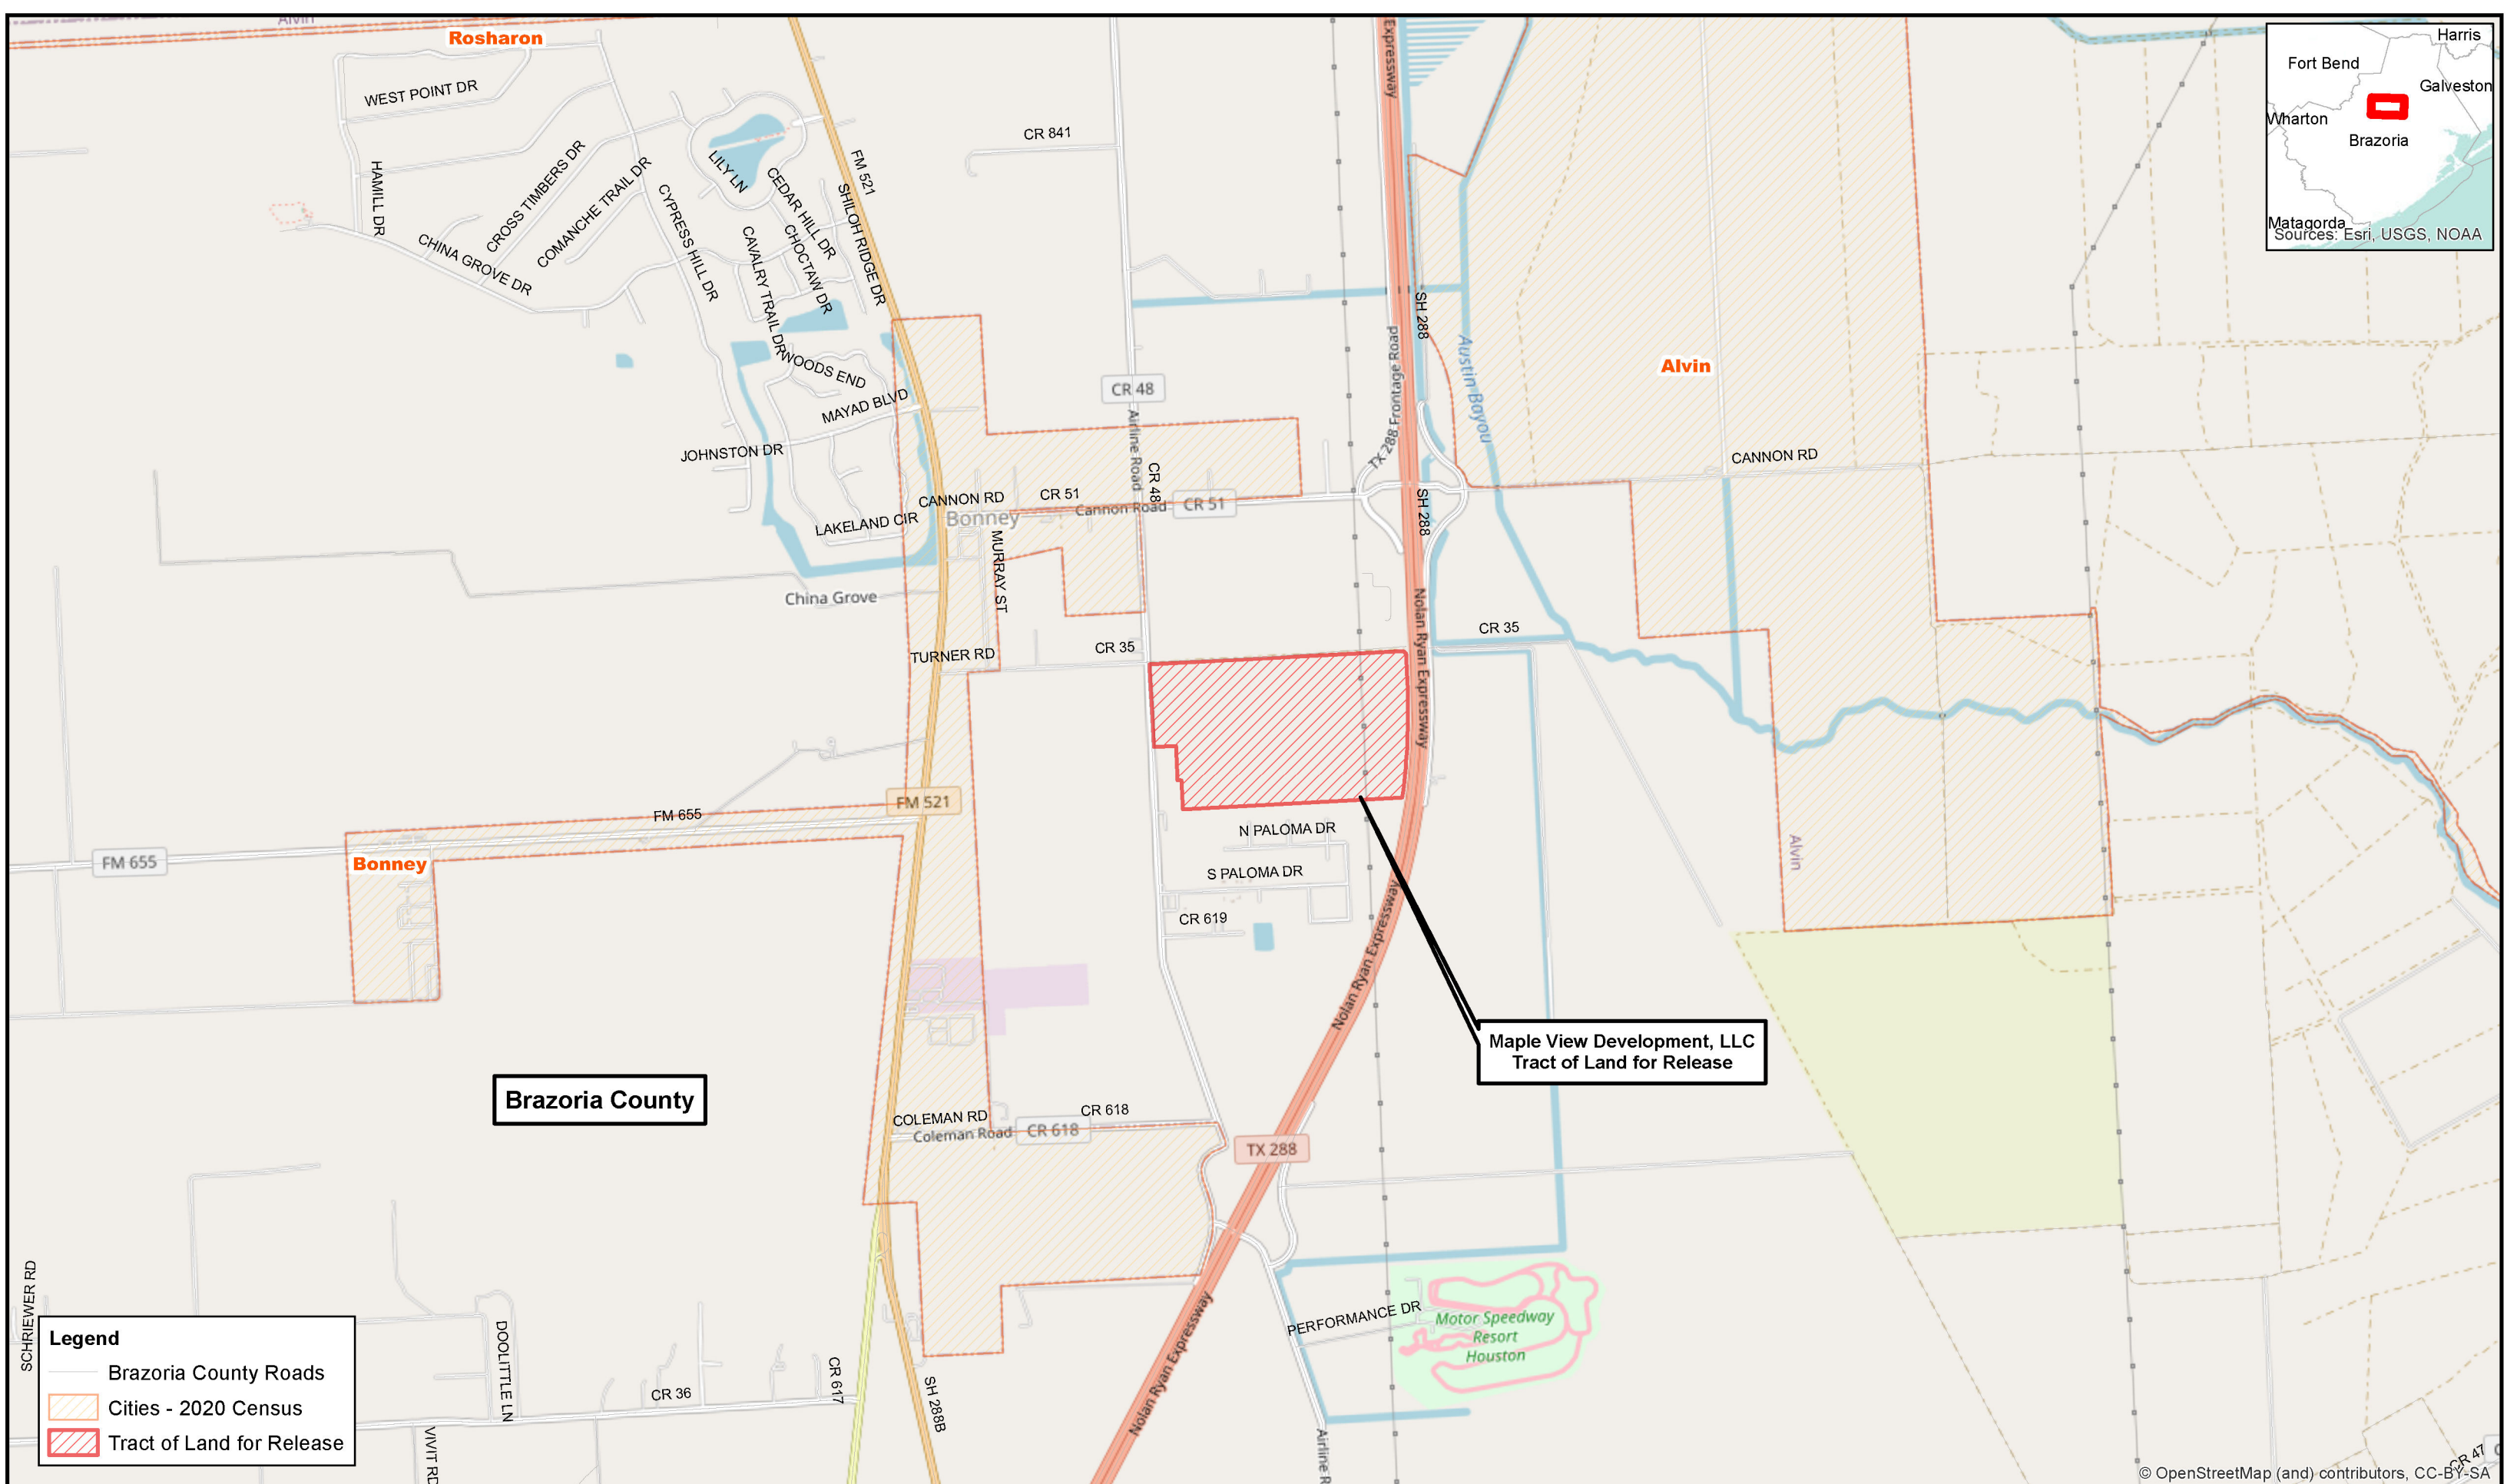 Alvin
Rosharon
WEST POINT DR
HAMILL DR
CROSS TIMBERS DR
COMANCHE TRAIL DR
CHINA GROVE DR
CYPRESS HILL DR
LILY LN
CEDAR HILL DR
CHOCTAW DR
CAVALRY TRAIL DR
SHILOH RIDGE DR
FM 521
WOODS END
MAYAD BLVD
JOHNSTON DR
LAKELAND CIR
CR 841
CR 48
Airline Road
CR 48
CANNON RD
CR 51
Cannon Road
CR 51
Bonney
MURRAY ST
China Grove
TURNER RD
CR 35
Expressway
Expressway
SH 288
TX 288 Frontage Road
Austin Bayou
SH 288
Nolan Ryan Expressway
CR 35
Alvin
CANNON RD
Alvin
Harris
Fort Bend
Galveston
Wharton
Brazoria
Matagorda
Sources: Esri, USGS, NOAA
FM 521
FM 655
FM 655
Bonney
N PALOMA DR
S PALOMA DR
CR 619
Nolan Ryan Expressway
Maple View Development, LLC
Tract of Land for Release
Brazoria County
COLEMAN RD
CR 618
Coleman Road
CR 618
TX 288
PERFORMANCE DR
Motor Speedway
Resort
Houston
Nolan Ryan Expressway
SCHRIEWER RD
DOOLITTLE LN
VIVIT RD
CR 36
CR 617
SH 288B
Airline R
CR 47
Legend
Brazoria County Roads
Cities - 2020 Census
Tract of Land for Release
© OpenStreetMap (and) contributors, CC-BY-SA